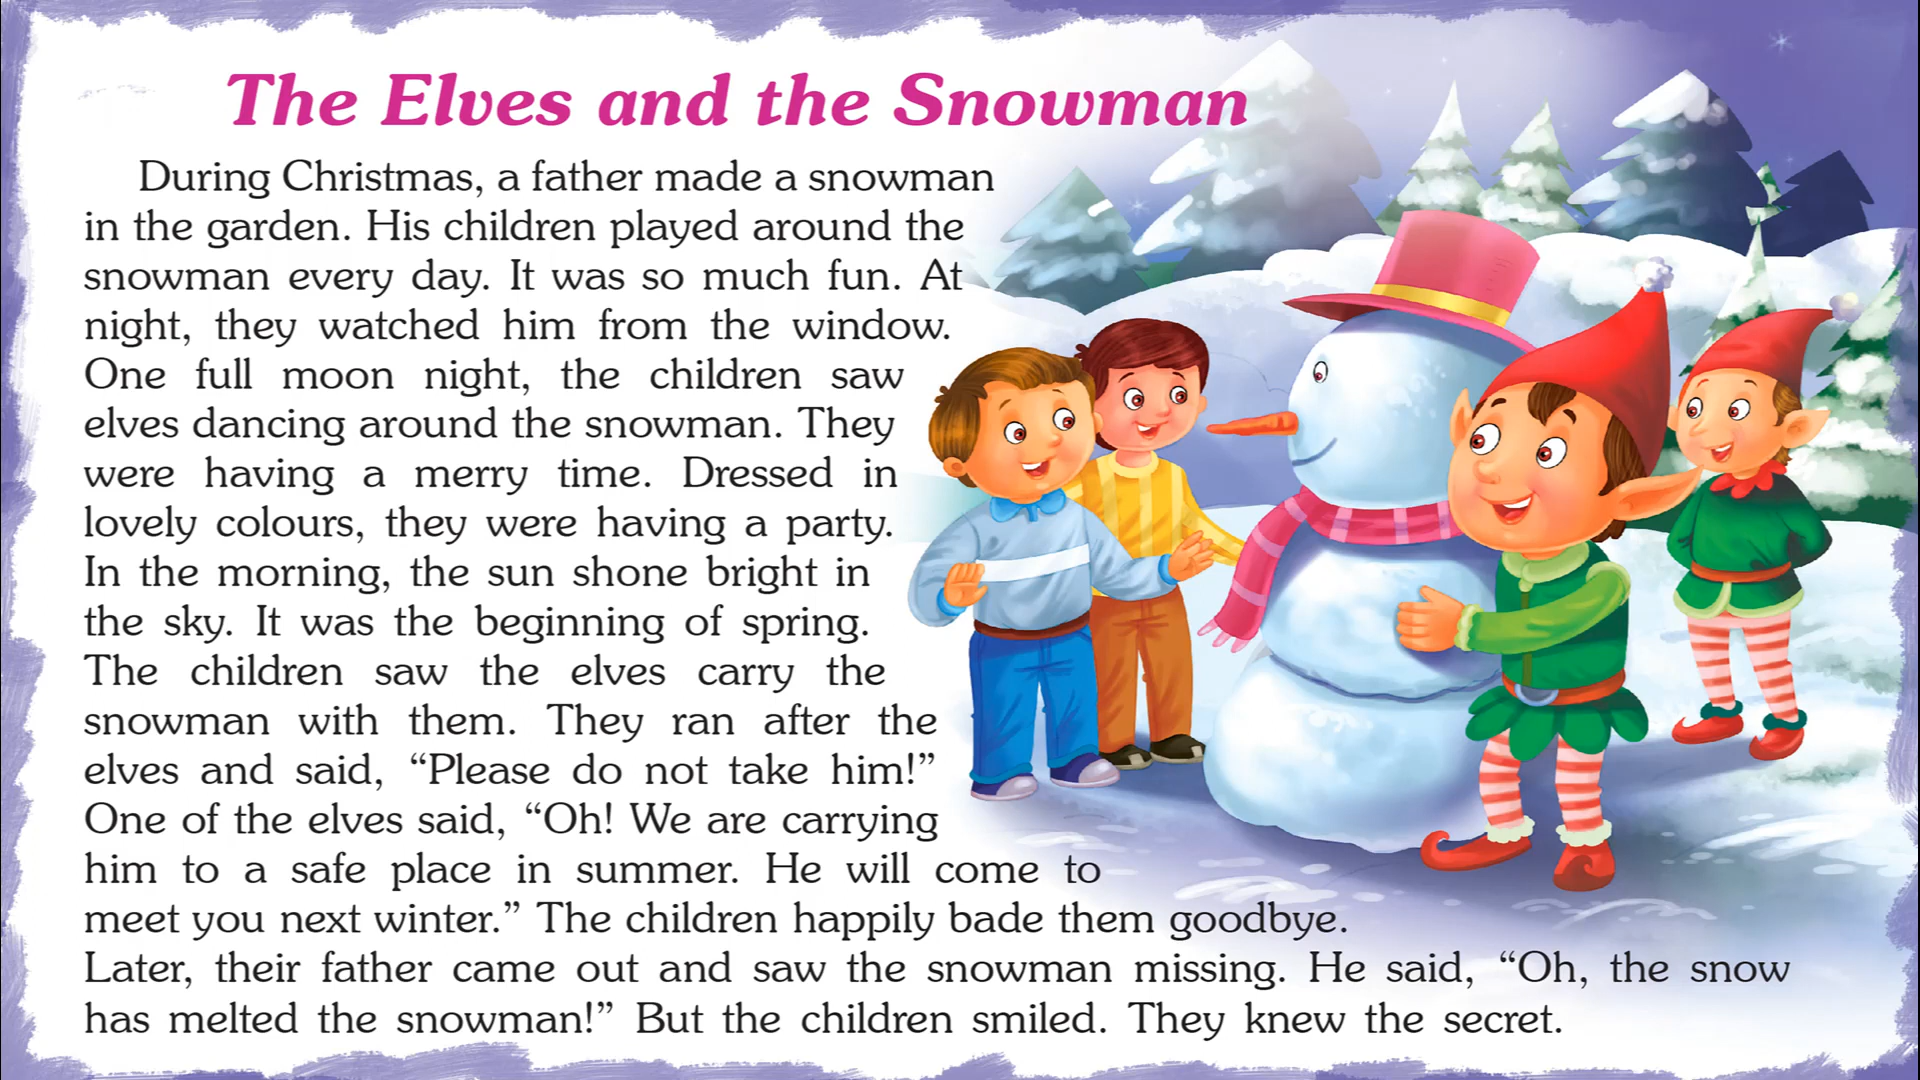 The Elves and the Snowman
During Christmas, a father made a snowman
in the garden. His children played around the
snowman every day. It was so much fun. At
night, they watched him from the window.
One full moon night, the children saw
elves dancing around the snowman. They
were having a merry time. Dressed in
lovely colours, they were having a party.
In the morning, the sun shone bright in
the sky. It was the beginning of spring.
The children saw the elves carry the
snowman with them. They ran after the
elves and said, “Please do not take him!”
One of the elves said, “Oh! We are carrying
him to a safe place in summer. He will come to
meet you next winter.” The children happily bade them goodbye.
Later, their father came out and saw the snowman missing. He said, “Oh, the snow
has melted the snowman!” But the children smiled. They knew the secret.